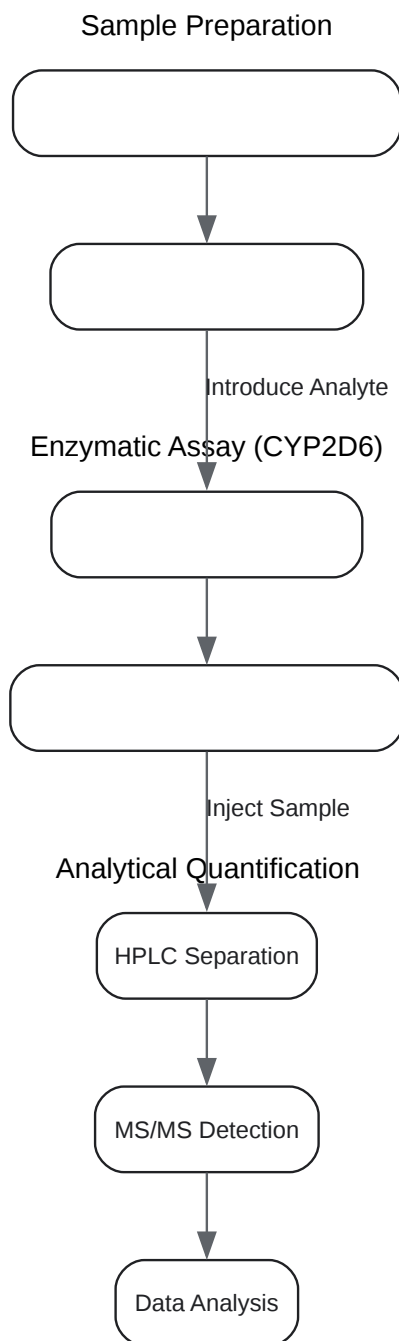 Sample Preparation
Introduce Analyte
Enzymatic Assay (CYP2D6)
Inject Sample
Analytical Quantification
HPLC Separation
MS/MS Detection
Data Analysis